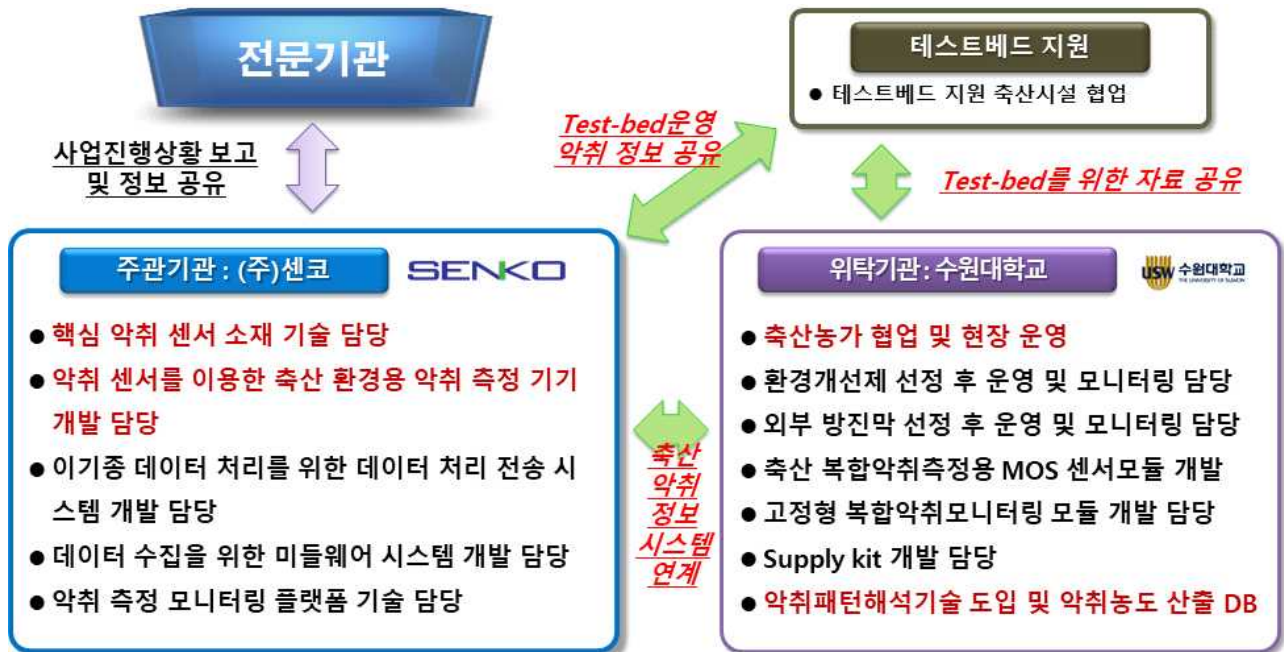 전문기관
테스트베드 지원
● 테스트베드 지원 축산시설 협업
사업진행상황 보고
및 정보 공유
Test-bed운영
악취 정보 공유
Test-bed를 위한 자료 공유
주관기관 : (주)센코
SENKO
● 핵심 악취 센서 소재 기술 담당
● 악취 센서를 이용한 축산 환경용 악취 측정 기기
개발 담당
● 이기종 데이터 처리를 위한 데이터 처리 전송 시
스템 개발 담당
● 데이터 수집을 위한 미들웨어 시스템 개발 담당
● 악취 측정 모니터링 플랫폼 기술 담당
축산
악취
정보
시스템
연계
위탁기관: 수원대학교
USW 수원대학교
THE UNIVERSITY OF SUWON
● 축산농가 협업 및 현장 운영
● 환경개선제 선정 후 운영 및 모니터링 담당
● 외부 방진막 선정 후 운영 및 모니터링 담당
● 축산 복합악취측정용 MOS 센서모듈 개발
● 고정형 복합악취모니터링 모듈 개발 담당
● Supply kit 개발 담당
● 악취패턴해석기술 도입 및 악취농도 산출 DB